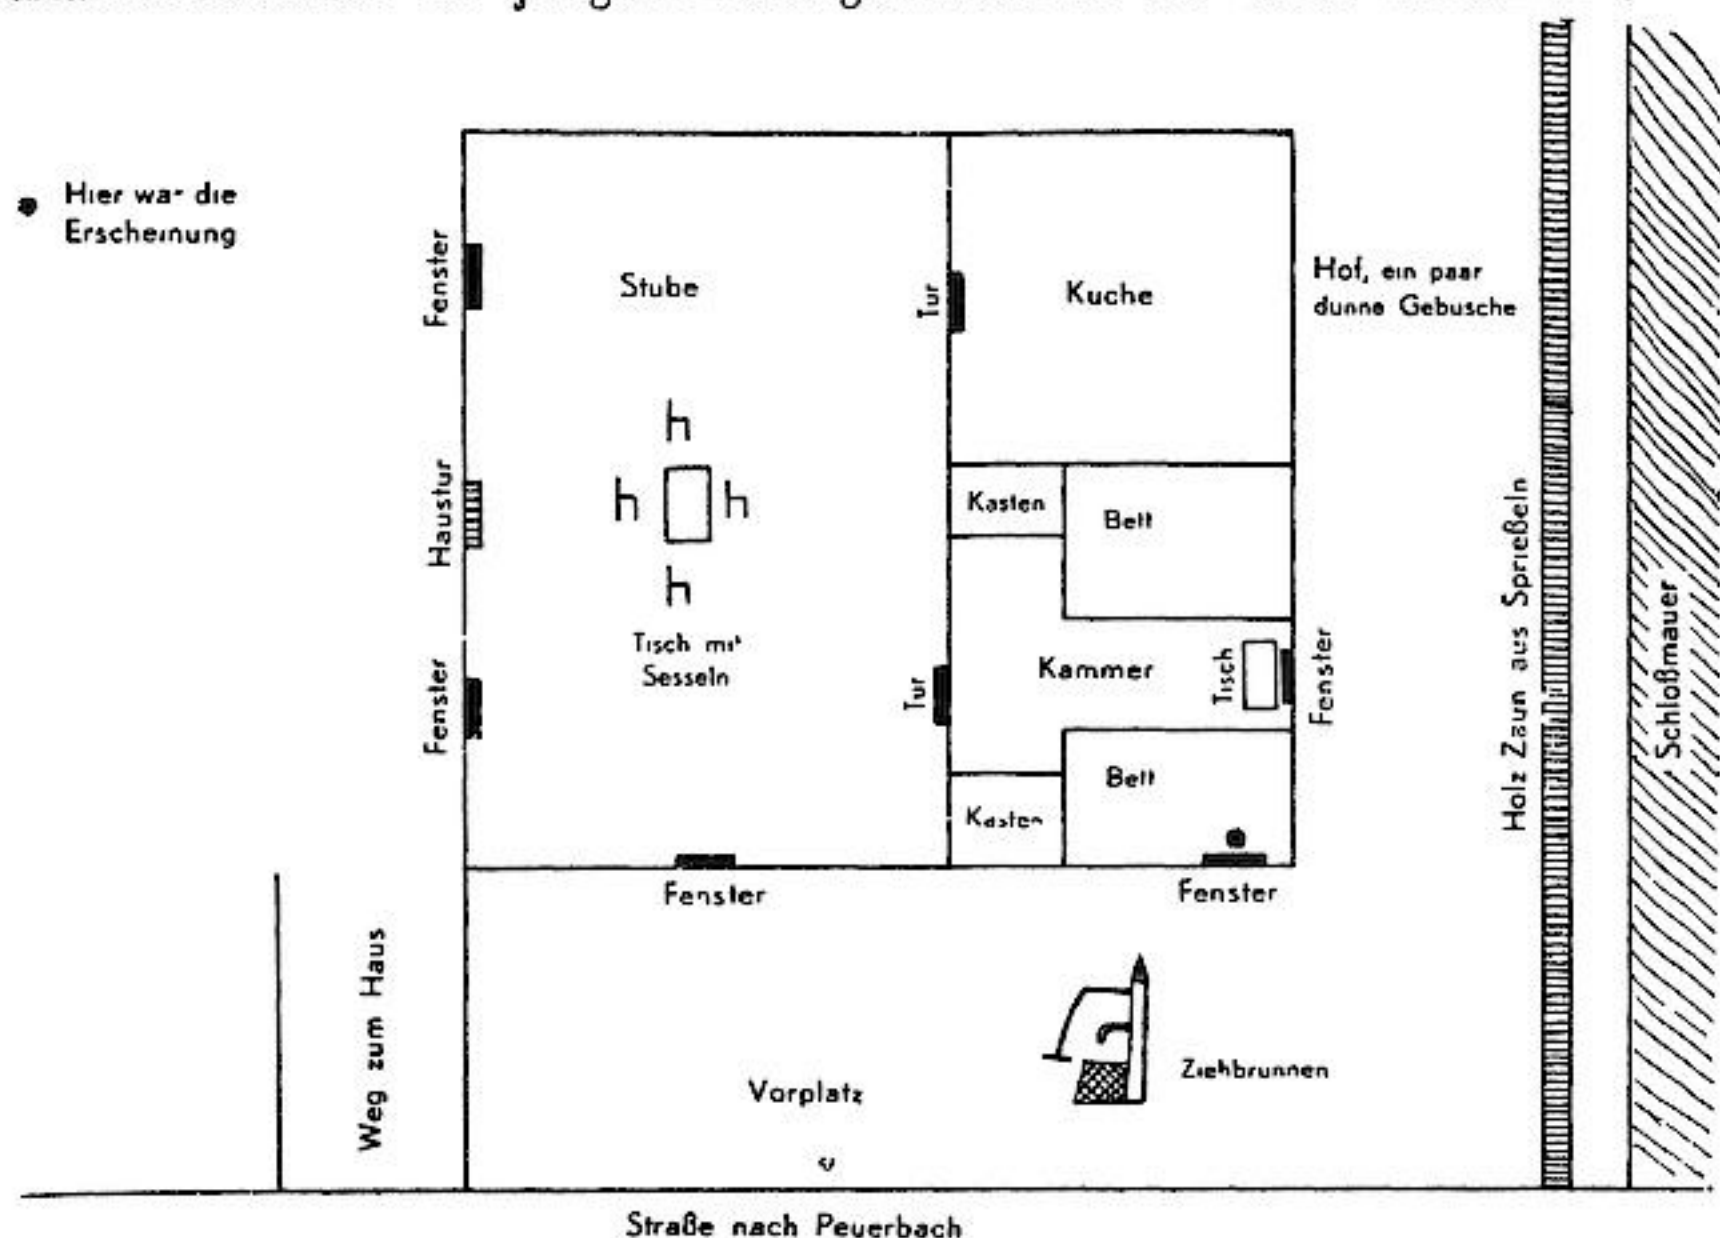 Hier war die
Erscheinung
Fenster
Stube
Tur
Kuche
Hof, ein paar
dunne Gebusche
Haustur
Kasten
Bett
Tisch mit
Sesseln
Fenster
Tur
Kammer
Tisch
Fenster
Bett
Kasten
Fenster
Fenster
Holz Zaun aus Sprießeln
Schloßmauer
Weg zum Haus
Vorplatz
Ziehbrunnen
Straße nach Peuerbach